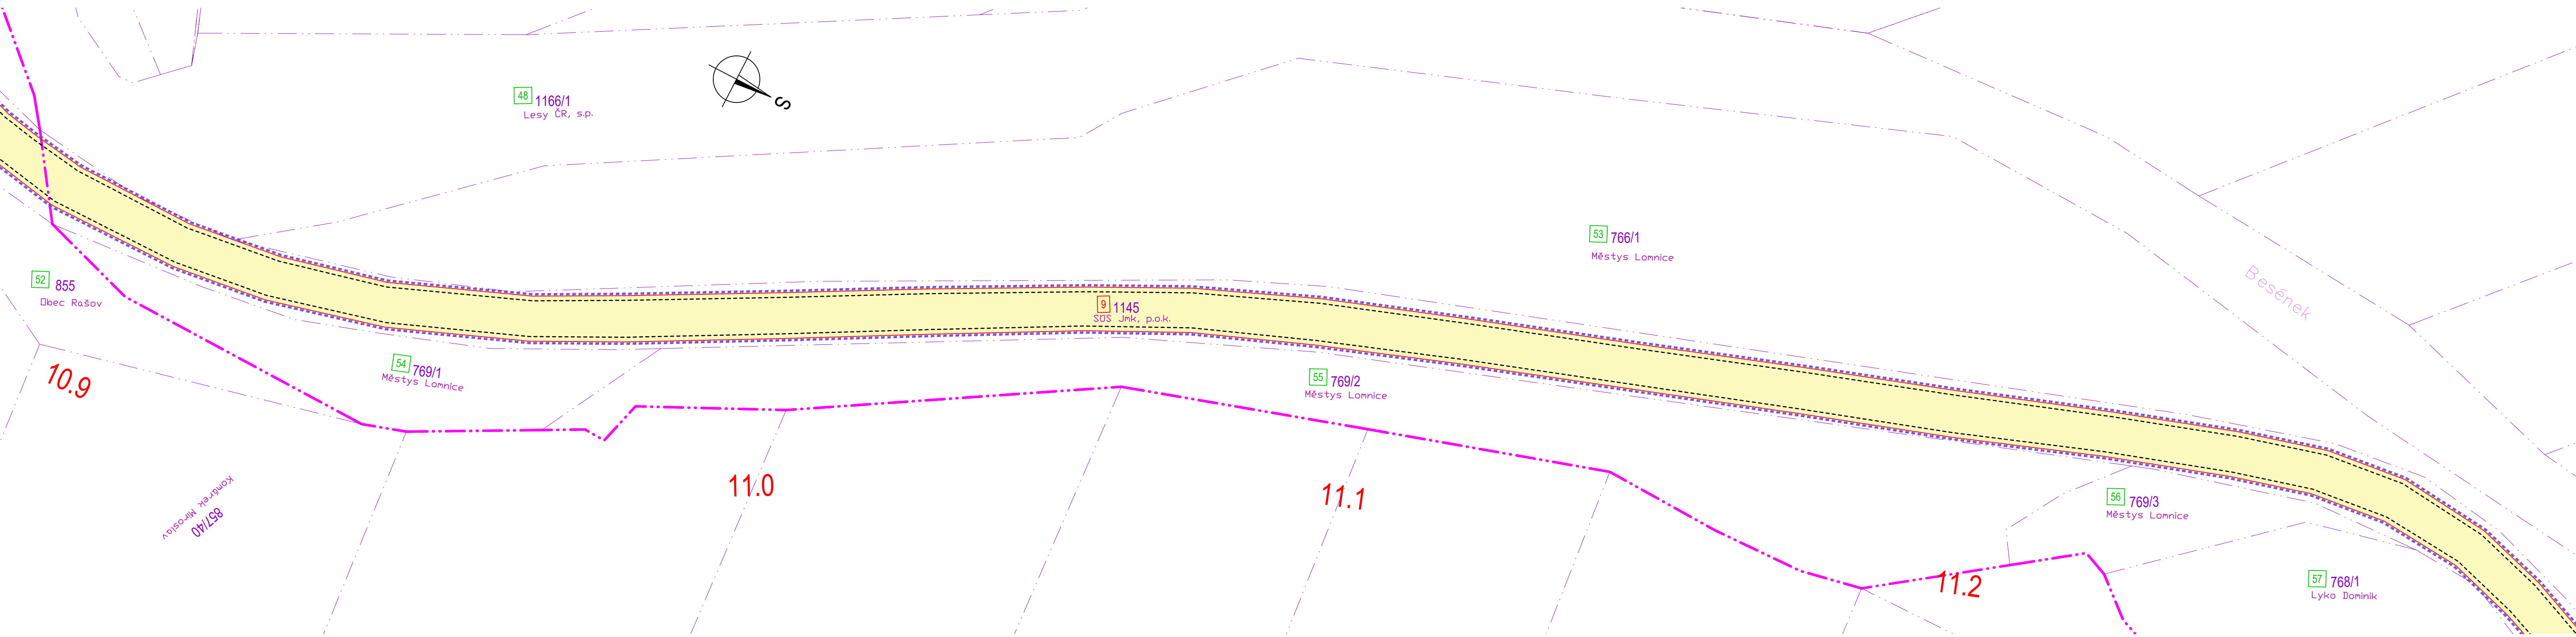 48 1166/1
Lesy ČR, s.p.
S
53 766/1
Městys Lomnice
Besének
52 855
Obec Rašov
9 1145
SÚS JmK, p.o.k.
54 769/1
Městys Lomnice
55 769/2
Městys Lomnice
10.9
11.0
11.1
11.2
857/40
Konůrek Miroslav
56 769/3
Městys Lomnice
57 768/1
Lyko Dominik